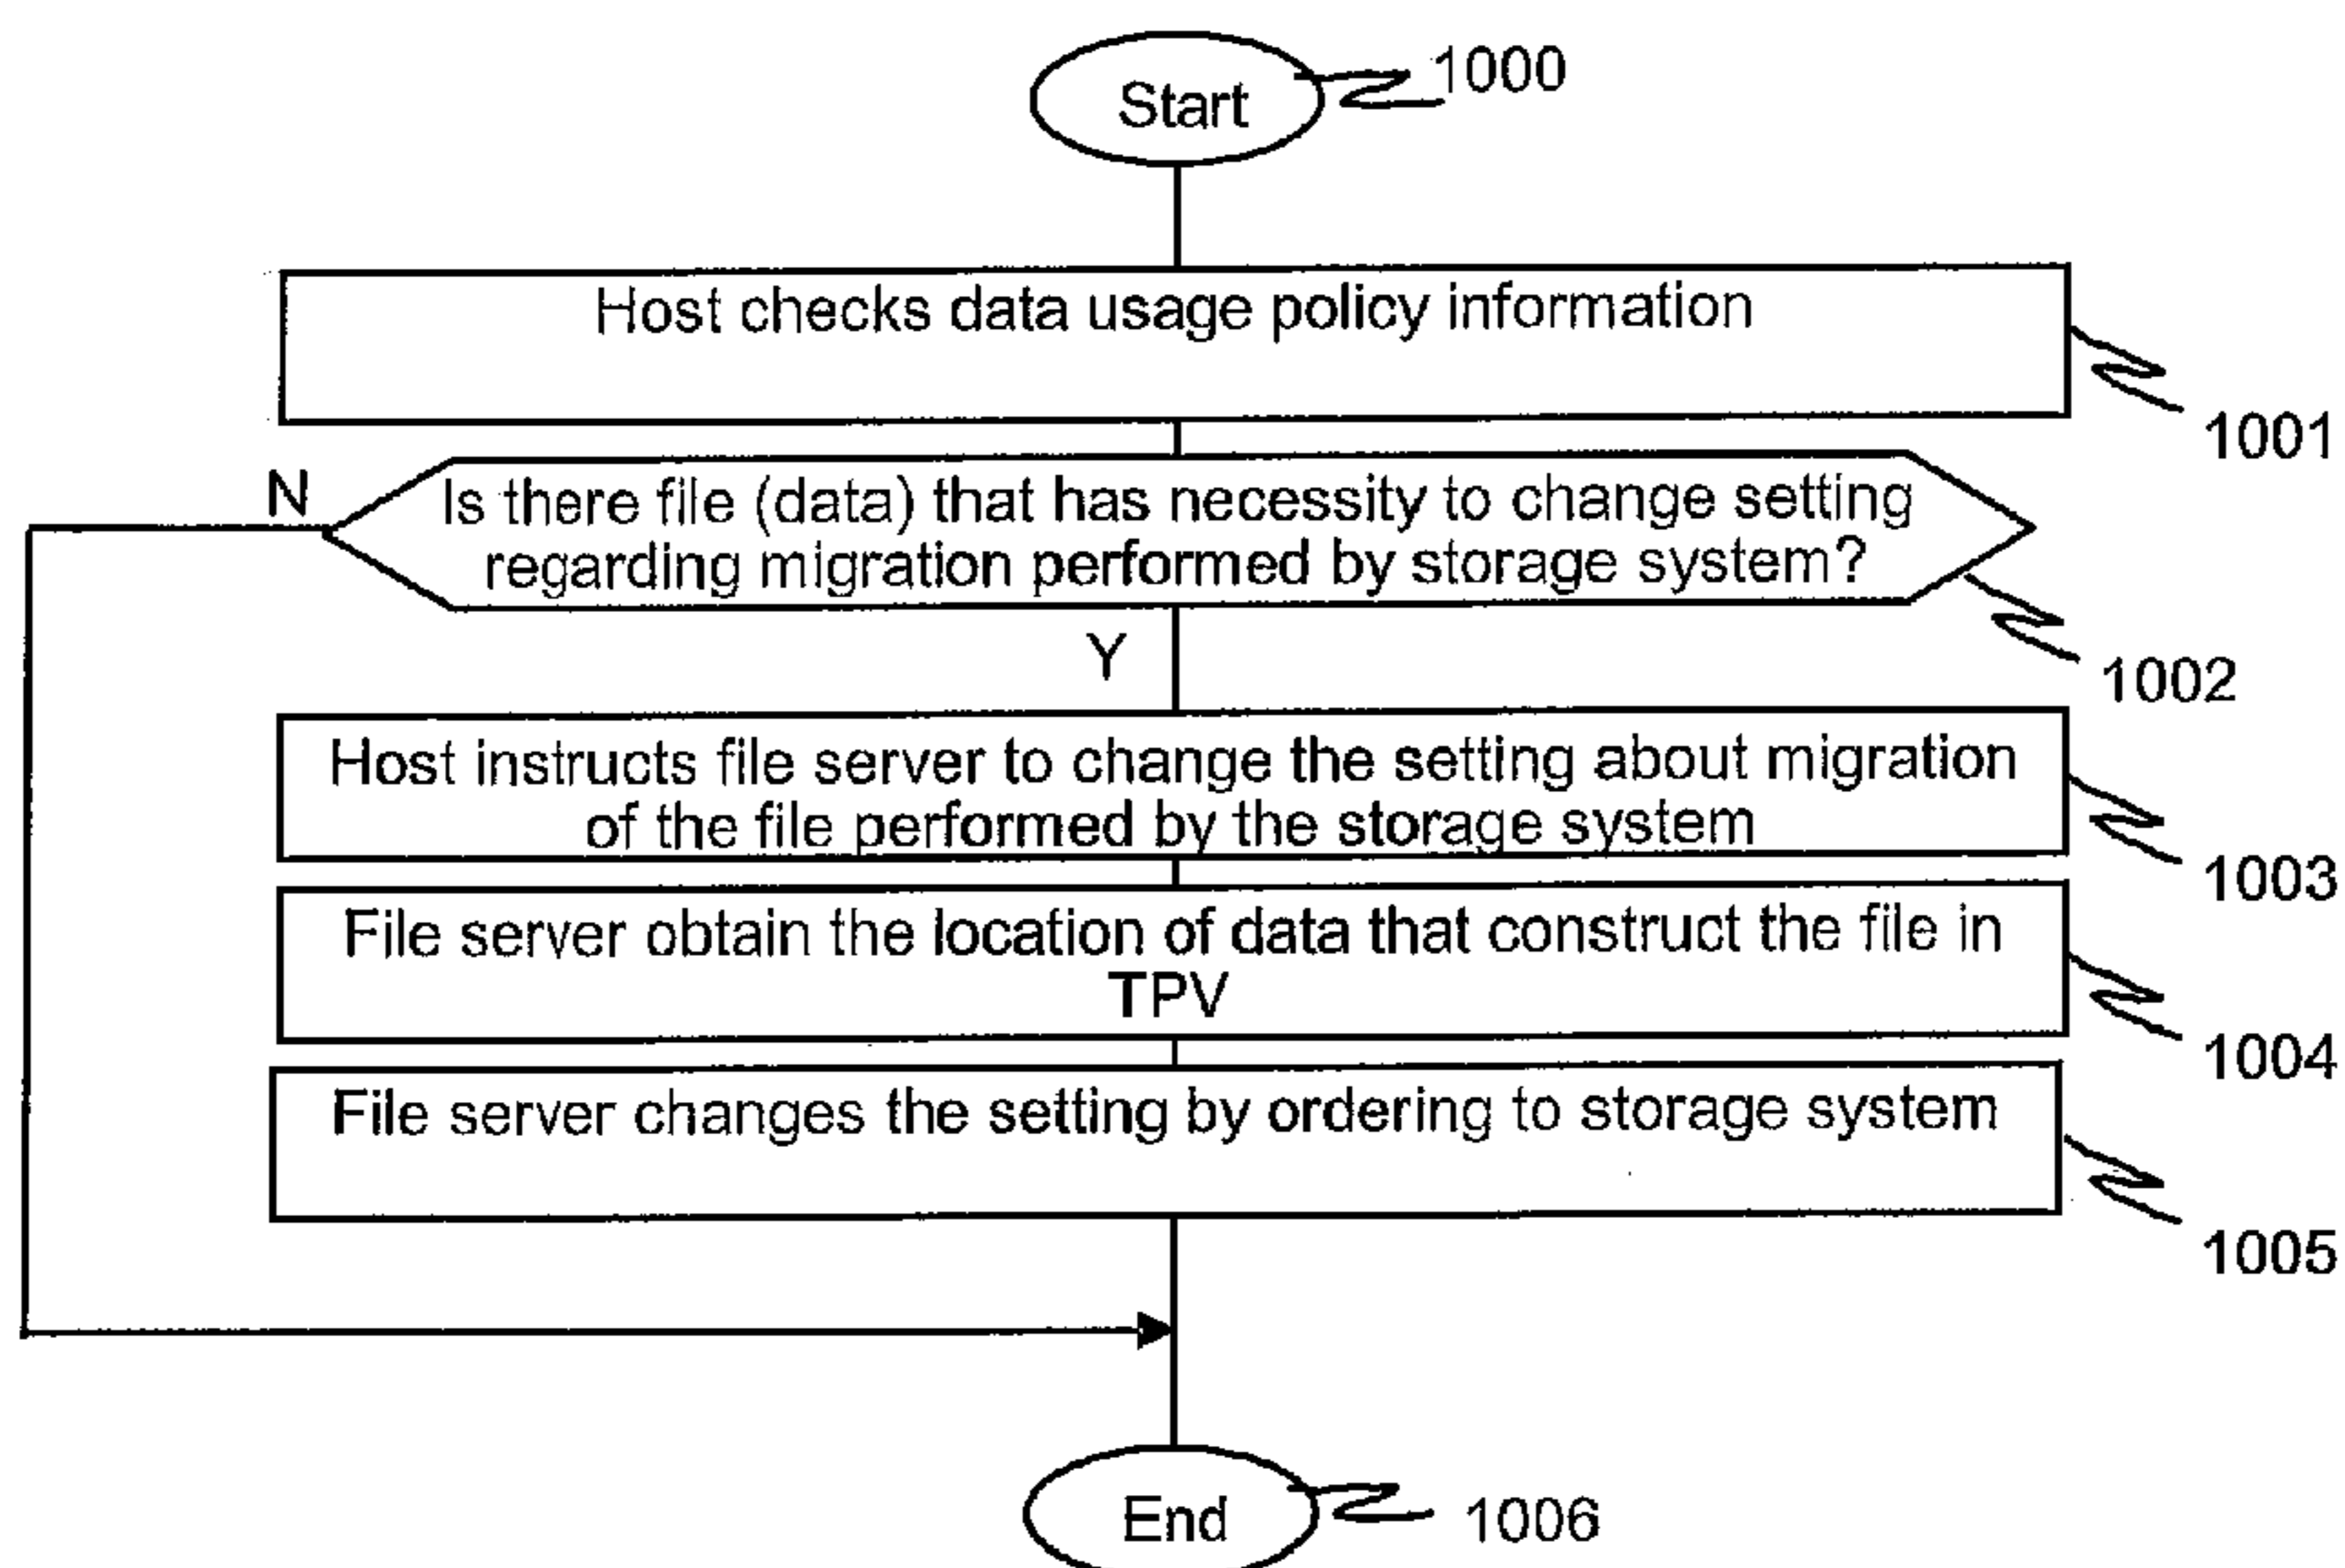 Start
1000
Host checks data usage policy information
1001
N
Is there file (data) that has necessity to change setting
regarding migration performed by storage system?
Y
1002
Host instructs file server to change the setting about migration
of the file performed by the storage system
1003
File server obtain the location of data that construct the file in
TPV
1004
File server changes the setting by ordering to storage system
1005
End
1006